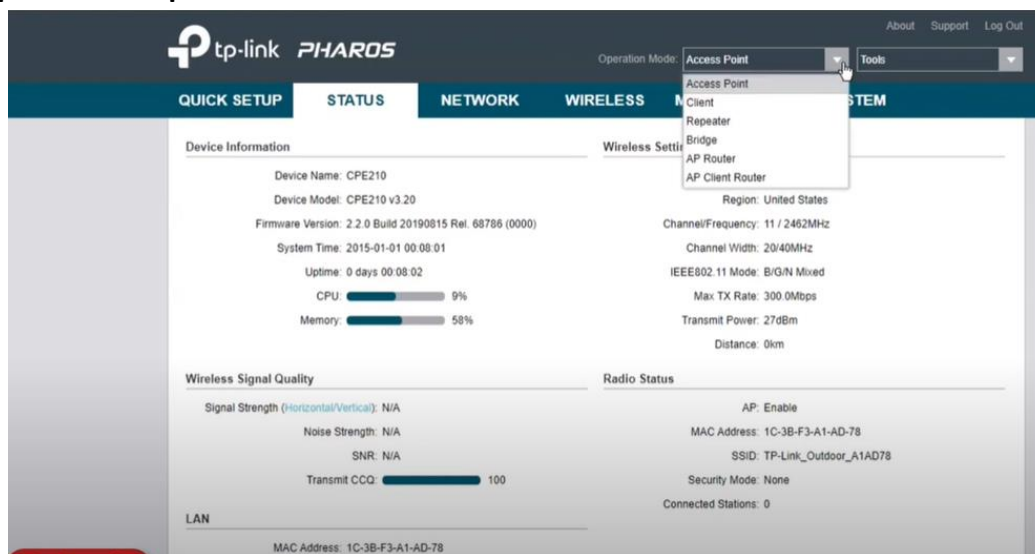 tp-link PHAROS
About Support Log Out
Operation Mode: Access Point Tools
Access Point
Client
Repeater
Bridge
AP Router
AP Client Router
QUICK SETUP STATUS NETWORK WIRELESS M STEM
Device Information
Device Name: CPE210
Device Model: CPE210 v3.20
Firmware Version: 2.2.0 Build 20190815 Rel. 68786 (0000)
System Time: 2015-01-01 00:08:01
Uptime: 0 days 00:08:02
CPU: 9%
Memory: 58%
Wireless Settin
Region: United States
Channel/Frequency: 11 / 2462MHz
Channel Width: 20/40MHz
IEEE802.11 Mode: B/G/N Mixed
Max TX Rate: 300.0Mbps
Transmit Power: 27dBm
Distance: 0km
Wireless Signal Quality
Signal Strength (Horizontal/Vertical): N/A
Noise Strength: N/A
SNR: N/A
Transmit CCQ: 100
Radio Status
AP: Enable
MAC Address: 1C-3B-F3-A1-AD-78
SSID: TP-Link_Outdoor_A1AD78
Security Mode: None
Connected Stations: 0
LAN
MAC Address: 1C-3B-F3-A1-AD-78